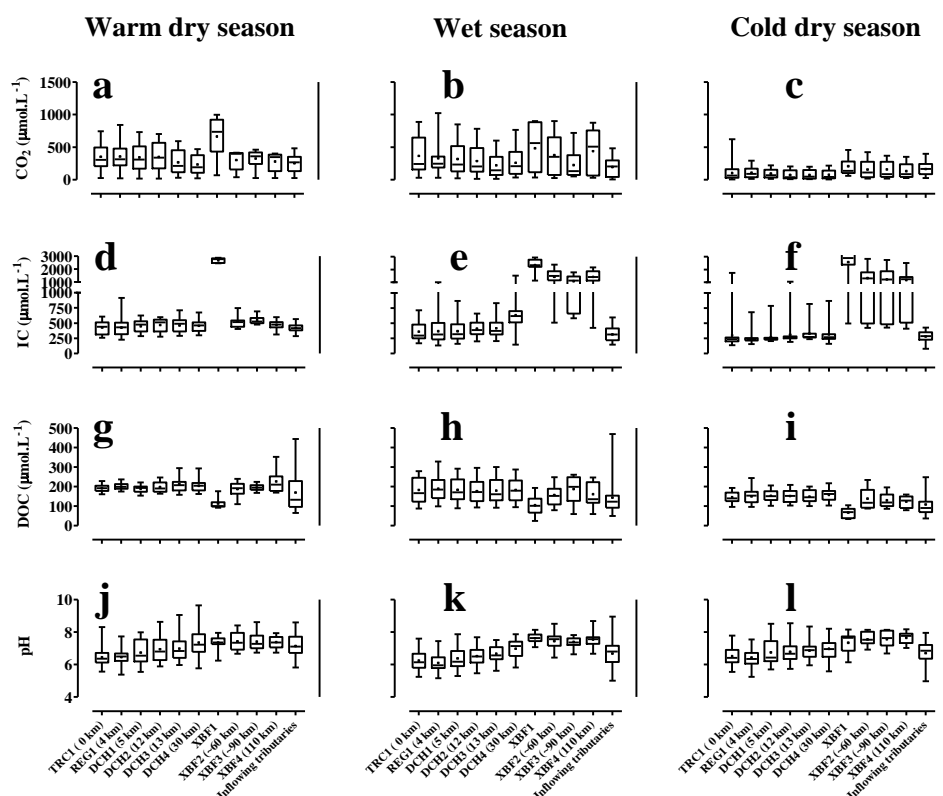 Warm dry season Wet season Cold dry season
a b c
CO2 (µmol.L-1)
1500
1000
500
0
d e f
IC (µmol.L-1)
3000
2000
1000
1000
750
500
250
0
g h i
DOC (µmol.L-1)
500
400
300
200
100
0
j k l
pH
10
8
6
4
TRC1 ( 0 km)
REG1 (4 km)
DCH1 (5 km)
DCH2 (12 km)
DCH3 (13 km)
DCH4 (30 km)
XBF1
XBF2 (~60 km)
XBF3 (~90 km)
XBF4 (110 km)
Inflowing tributaries
TRC1 ( 0 km)
REG1 (4 km)
DCH1 (5 km)
DCH2 (12 km)
DCH3 (13 km)
DCH4 (30 km)
XBF1
XBF2 (~60 km)
XBF3 (~90 km)
XBF4 (110 km)
Inflowing tributaries
TRC1 ( 0 km)
REG1 (4 km)
DCH1 (5 km)
DCH2 (12 km)
DCH3 (13 km)
DCH4 (30 km)
XBF1
XBF2 (~60 km)
XBF3 (~90 km)
XBF4 (110 km)
Inflowing tributaries